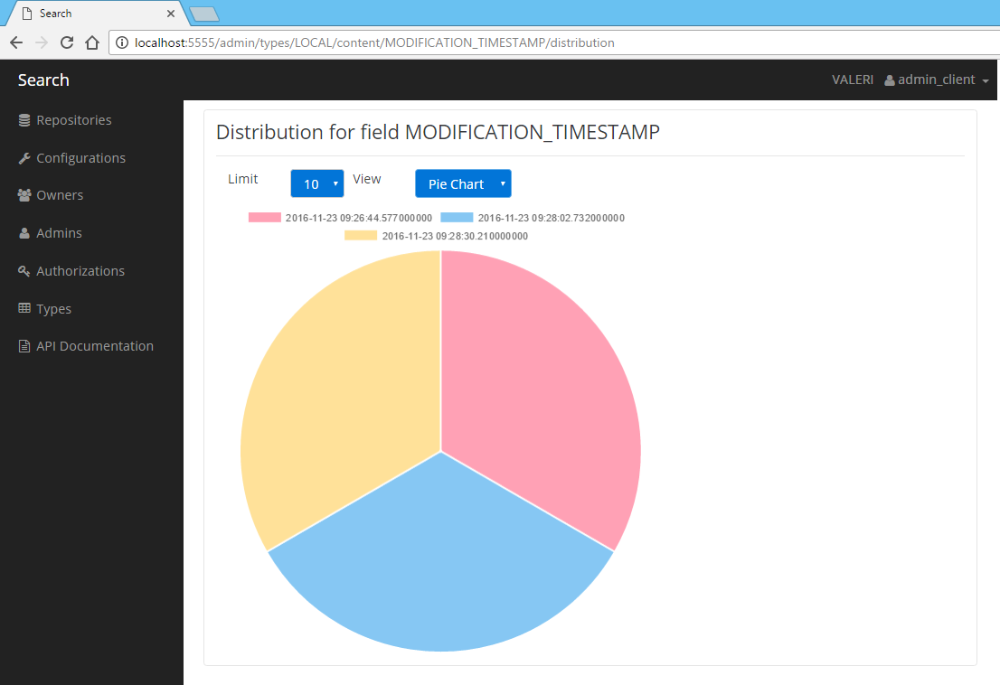 Search
localhost:5555/admin/types/LOCAL/content/MODIFICATION_TIMESTAMP/distribution
Search
VALERI admin_client
Repositories
Configurations
Owners
Admins
Authorizations
Types
API Documentation
Distribution for field MODIFICATION_TIMESTAMP
Limit 10 View Pie Chart
2016-11-23 09:26:44.577000000 2016-11-23 09:28:02.732000000
2016-11-23 09:28:30.210000000